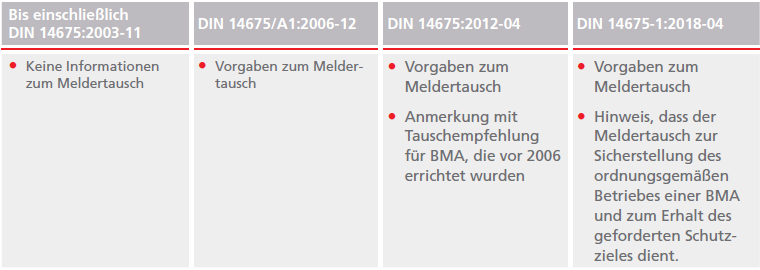 Bis einschließlich
DIN 14675:2003-11
• Keine Informationen
zum Meldertausch
DIN 14675/A1:2006-12
• Vorgaben zum Melder-
tausch
DIN 14675:2012-04
• Vorgaben zum
Meldertausch
• Anmerkung mit
Tauschempfehlung
für BMA, die vor 2006
errichtet wurden
DIN 14675-1:2018-04
• Vorgaben zum
Meldertausch
• Hinweis, dass der
Meldertausch zur
Sicherstellung des
ordnungsgemäßen
Betriebes einer BMA
und zum Erhalt des
geforderten Schutz-
zieles dient.